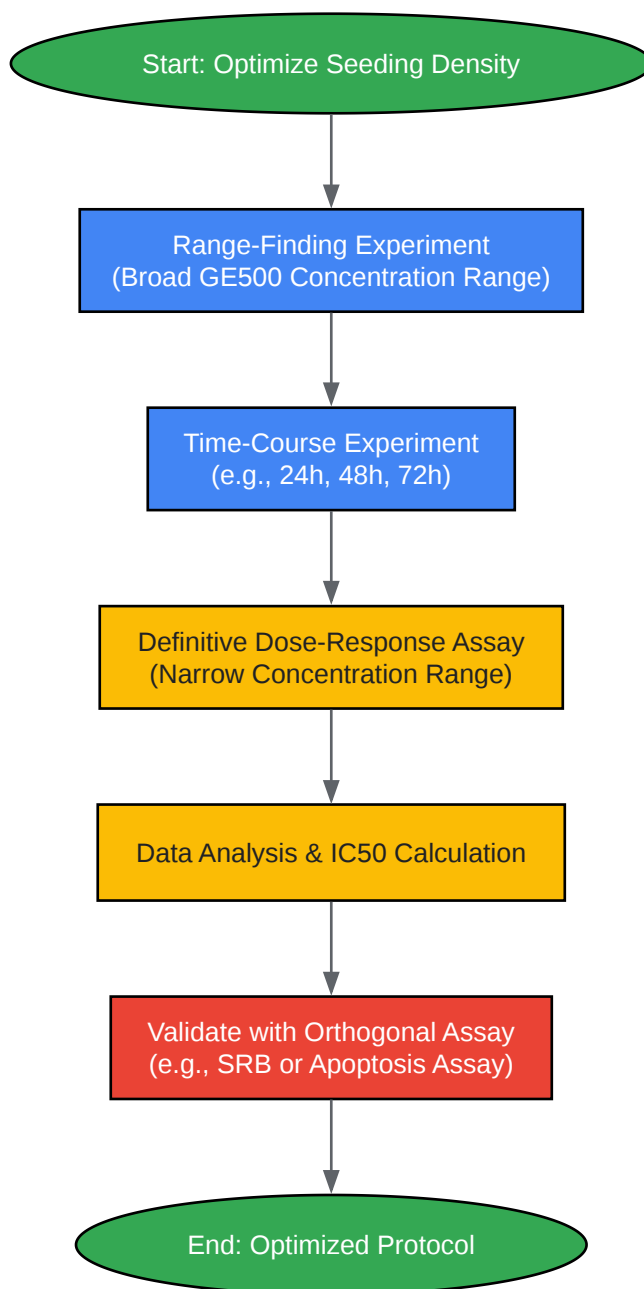 Start: Optimize Seeding Density
Range-Finding Experiment
(Broad GE500 Concentration Range)
Time-Course Experiment
(e.g., 24h, 48h, 72h)
Definitive Dose-Response Assay
(Narrow Concentration Range)
Data Analysis & IC50 Calculation
Validate with Orthogonal Assay
(e.g., SRB or Apoptosis Assay)
End: Optimized Protocol